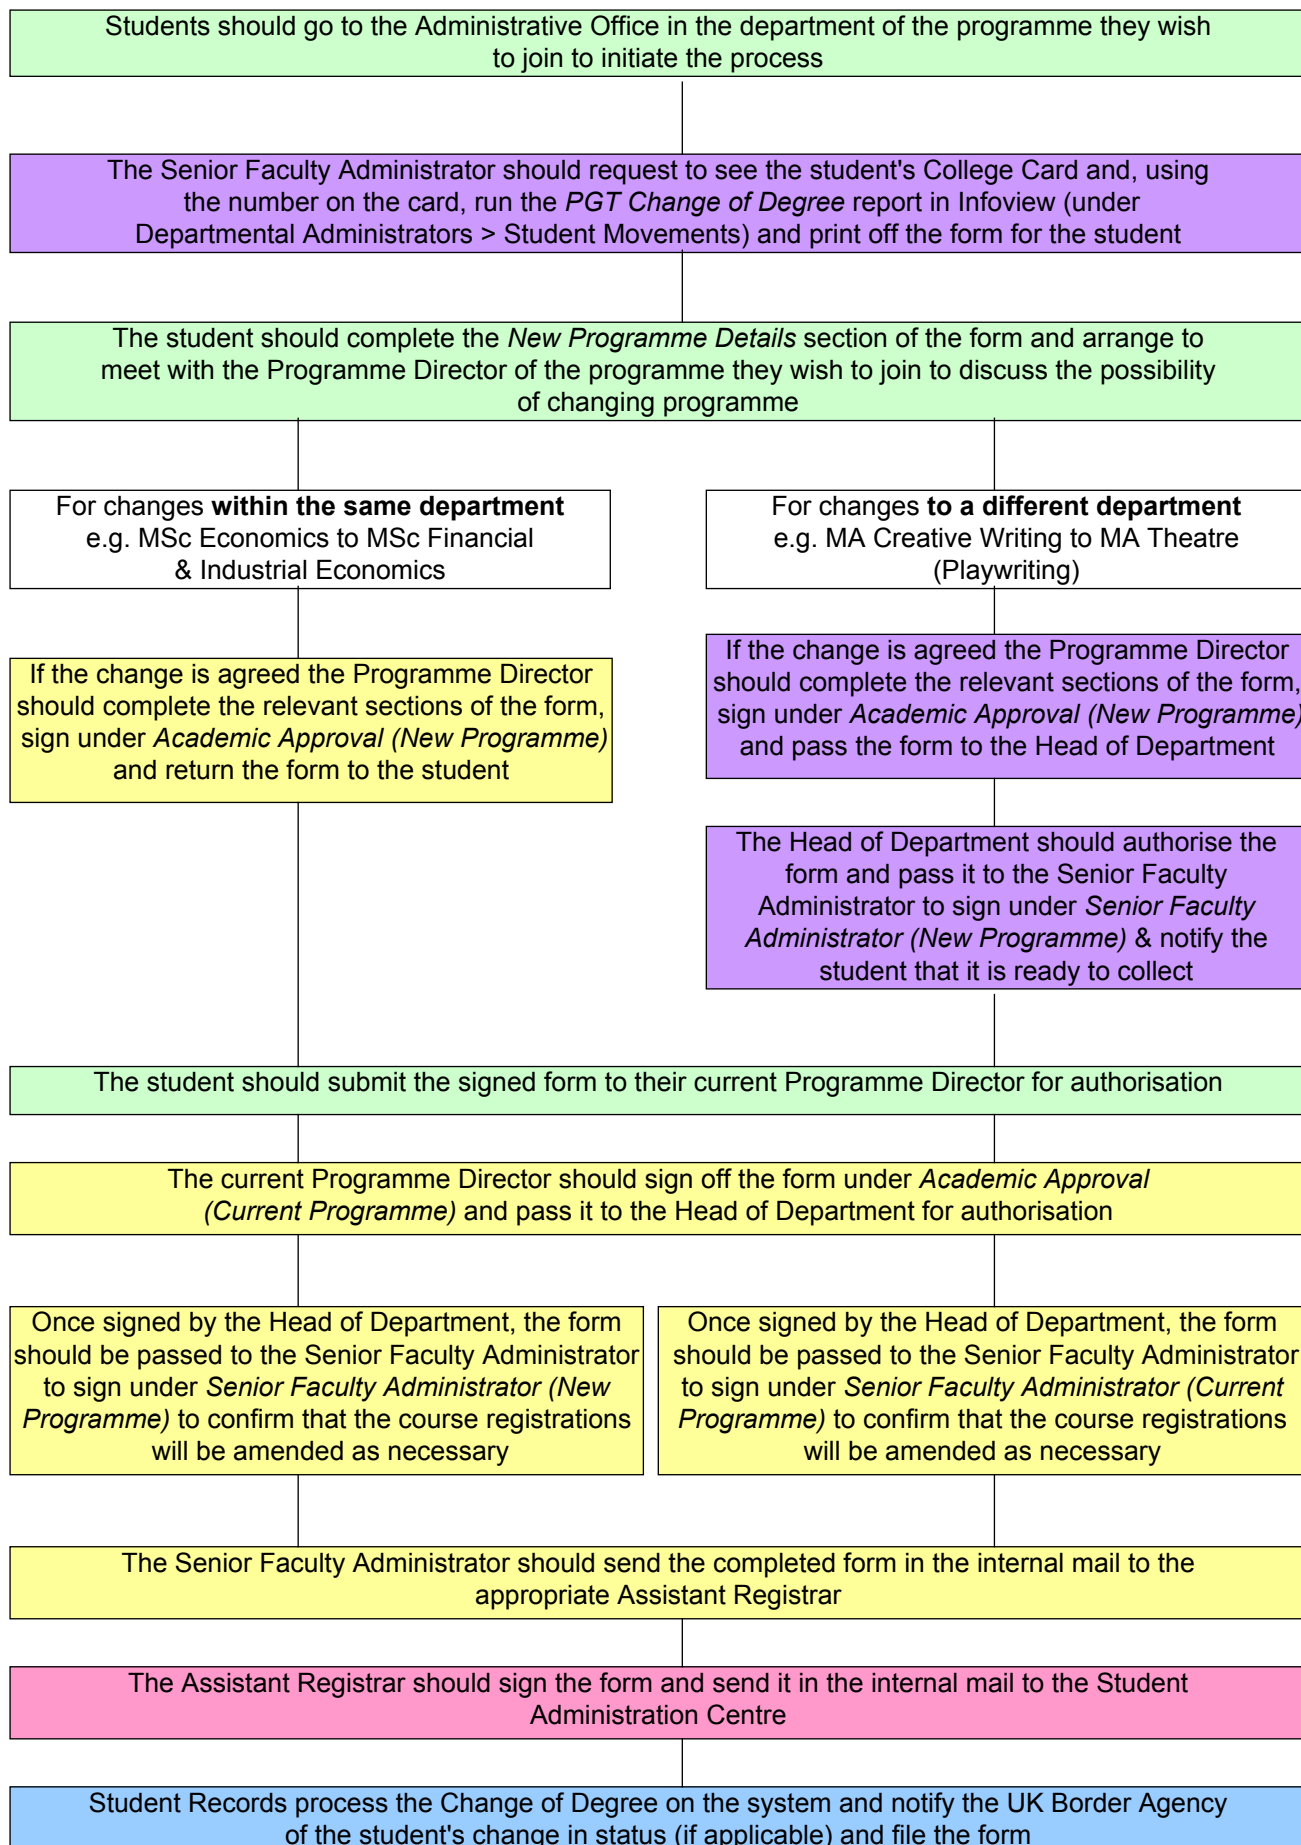 Students should go to the Administrative Office in the department of the programme they wish
to join to initiate the process
The Senior Faculty Administrator should request to see the student's College Card and, using
the number on the card, run the PGT Change of Degree report in Infoview (under
Departmental Administrators > Student Movements) and print off the form for the student
The student should complete the New Programme Details section of the form and arrange to
meet with the Programme Director of the programme they wish to join to discuss the possibility
of changing programme
For changes within the same department
e.g. MSc Economics to MSc Financial
& Industrial Economics
For changes to a different department
e.g. MA Creative Writing to MA Theatre
(Playwriting)
If the change is agreed the Programme Director
should complete the relevant sections of the form,
sign under Academic Approval (New Programme)
and return the form to the student
If the change is agreed the Programme Director
should complete the relevant sections of the form,
sign under Academic Approval (New Programme)
and pass the form to the Head of Department
The Head of Department should authorise the
form and pass it to the Senior Faculty
Administrator to sign under Senior Faculty
Administrator (New Programme) & notify the
student that it is ready to collect
The student should submit the signed form to their current Programme Director for authorisation
The current Programme Director should sign off the form under Academic Approval
(Current Programme) and pass it to the Head of Department for authorisation
Once signed by the Head of Department, the form
should be passed to the Senior Faculty Administrator
to sign under Senior Faculty Administrator (New
Programme) to confirm that the course registrations
will be amended as necessary
Once signed by the Head of Department, the form
should be passed to the Senior Faculty Administrator
to sign under Senior Faculty Administrator (Current
Programme) to confirm that the course registrations
will be amended as necessary
The Senior Faculty Administrator should send the completed form in the internal mail to the
appropriate Assistant Registrar
The Assistant Registrar should sign the form and send it in the internal mail to the Student
Administration Centre
Student Records process the Change of Degree on the system and notify the UK Border Agency
of the student's change in status (if applicable) and file the form